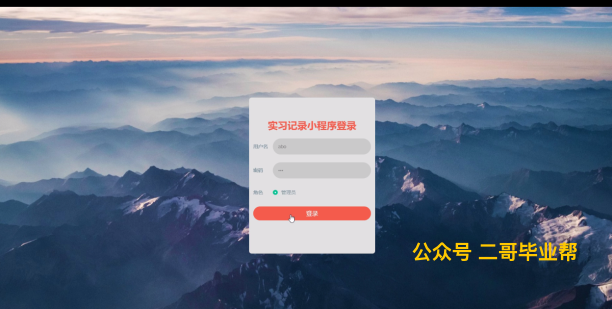 实习记录小程序登录
用户名
abo
密码
角色
管理员
登录
公众号 二哥毕业帮